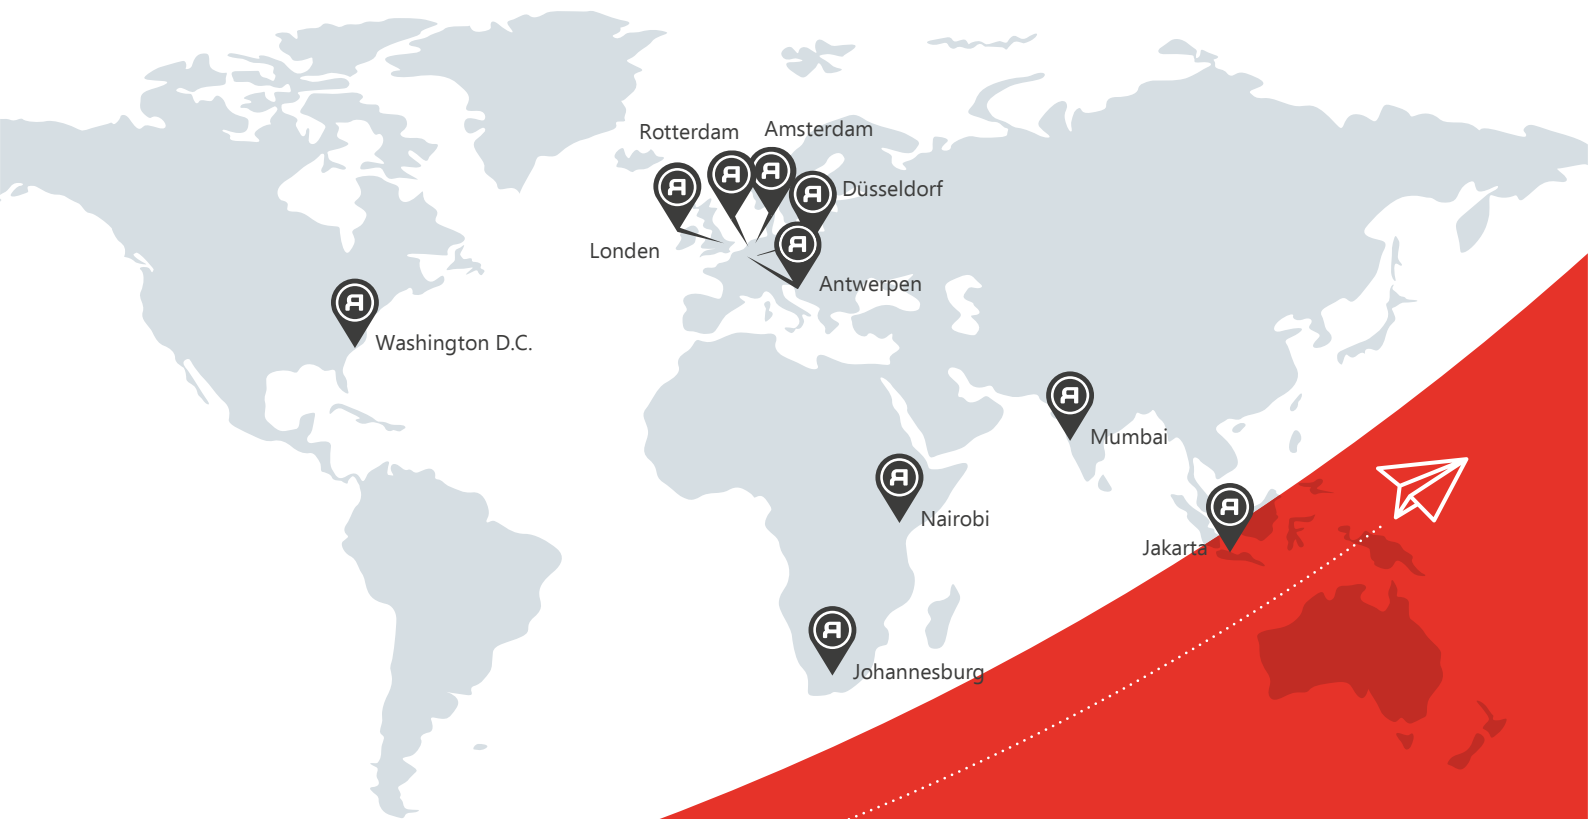 Rotterdam
Amsterdam
Düsseldorf
Londen
Antwerpen
Washington D.C.
Mumbai
Nairobi
Jakarta
Johannesburg